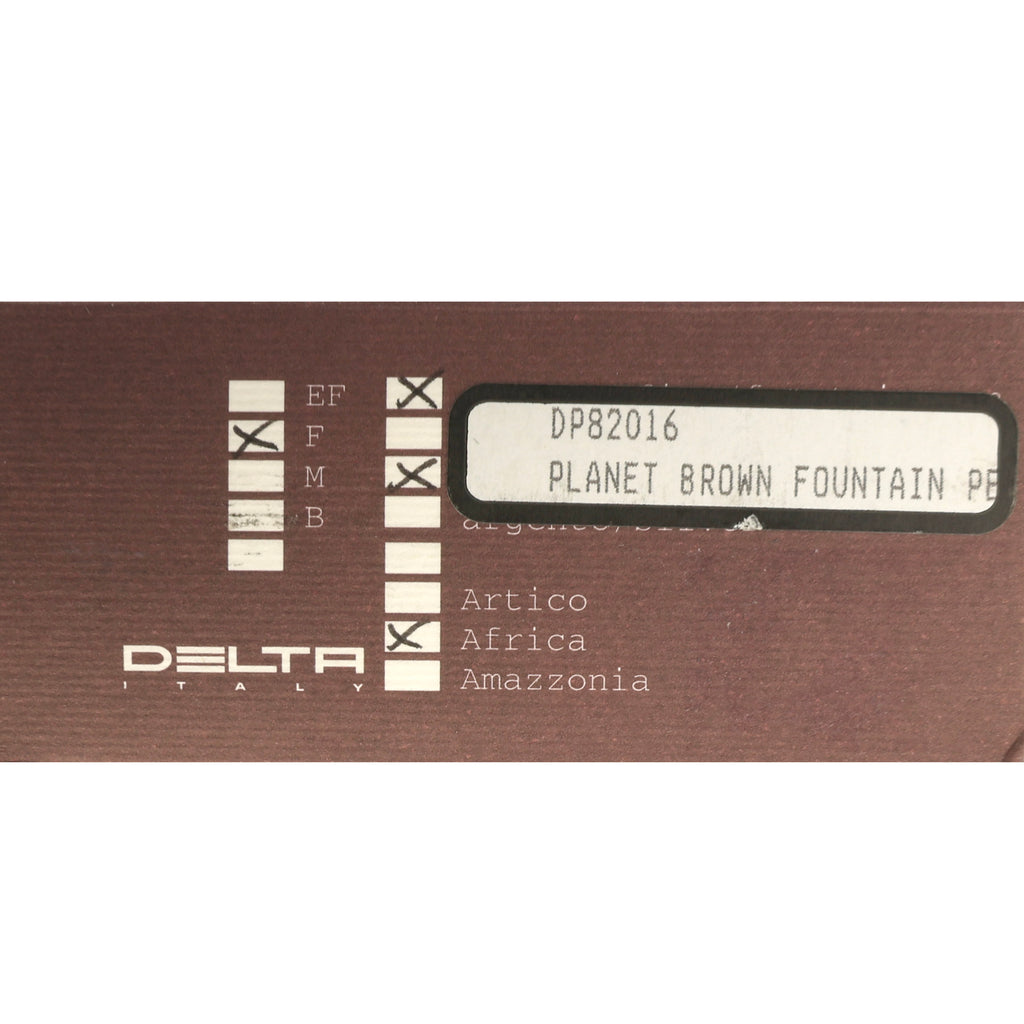 EF
F
M
B
DP82016
PLANET BROWN FOUNTAIN PE
Artico
Africa
Amazzonia
DELTA
ITALY